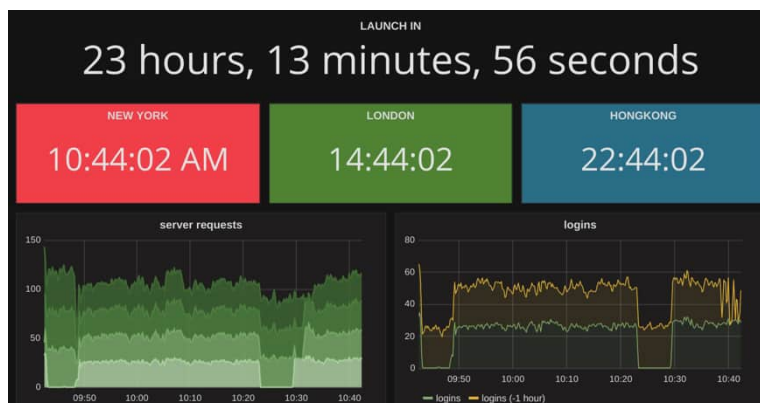 LAUNCH IN
23 hours, 13 minutes, 56 seconds
NEW YORK
10:44:02 AM
LONDON
14:44:02
HONGKONG
22:44:02
server requests
150
100
50
0
09:50 10:00 10:10 10:20 10:30 10:40
logins
80
60
40
20
0
09:50 10:00 10:10 10:20 10:30 10:40
logins logins (-1 hour)